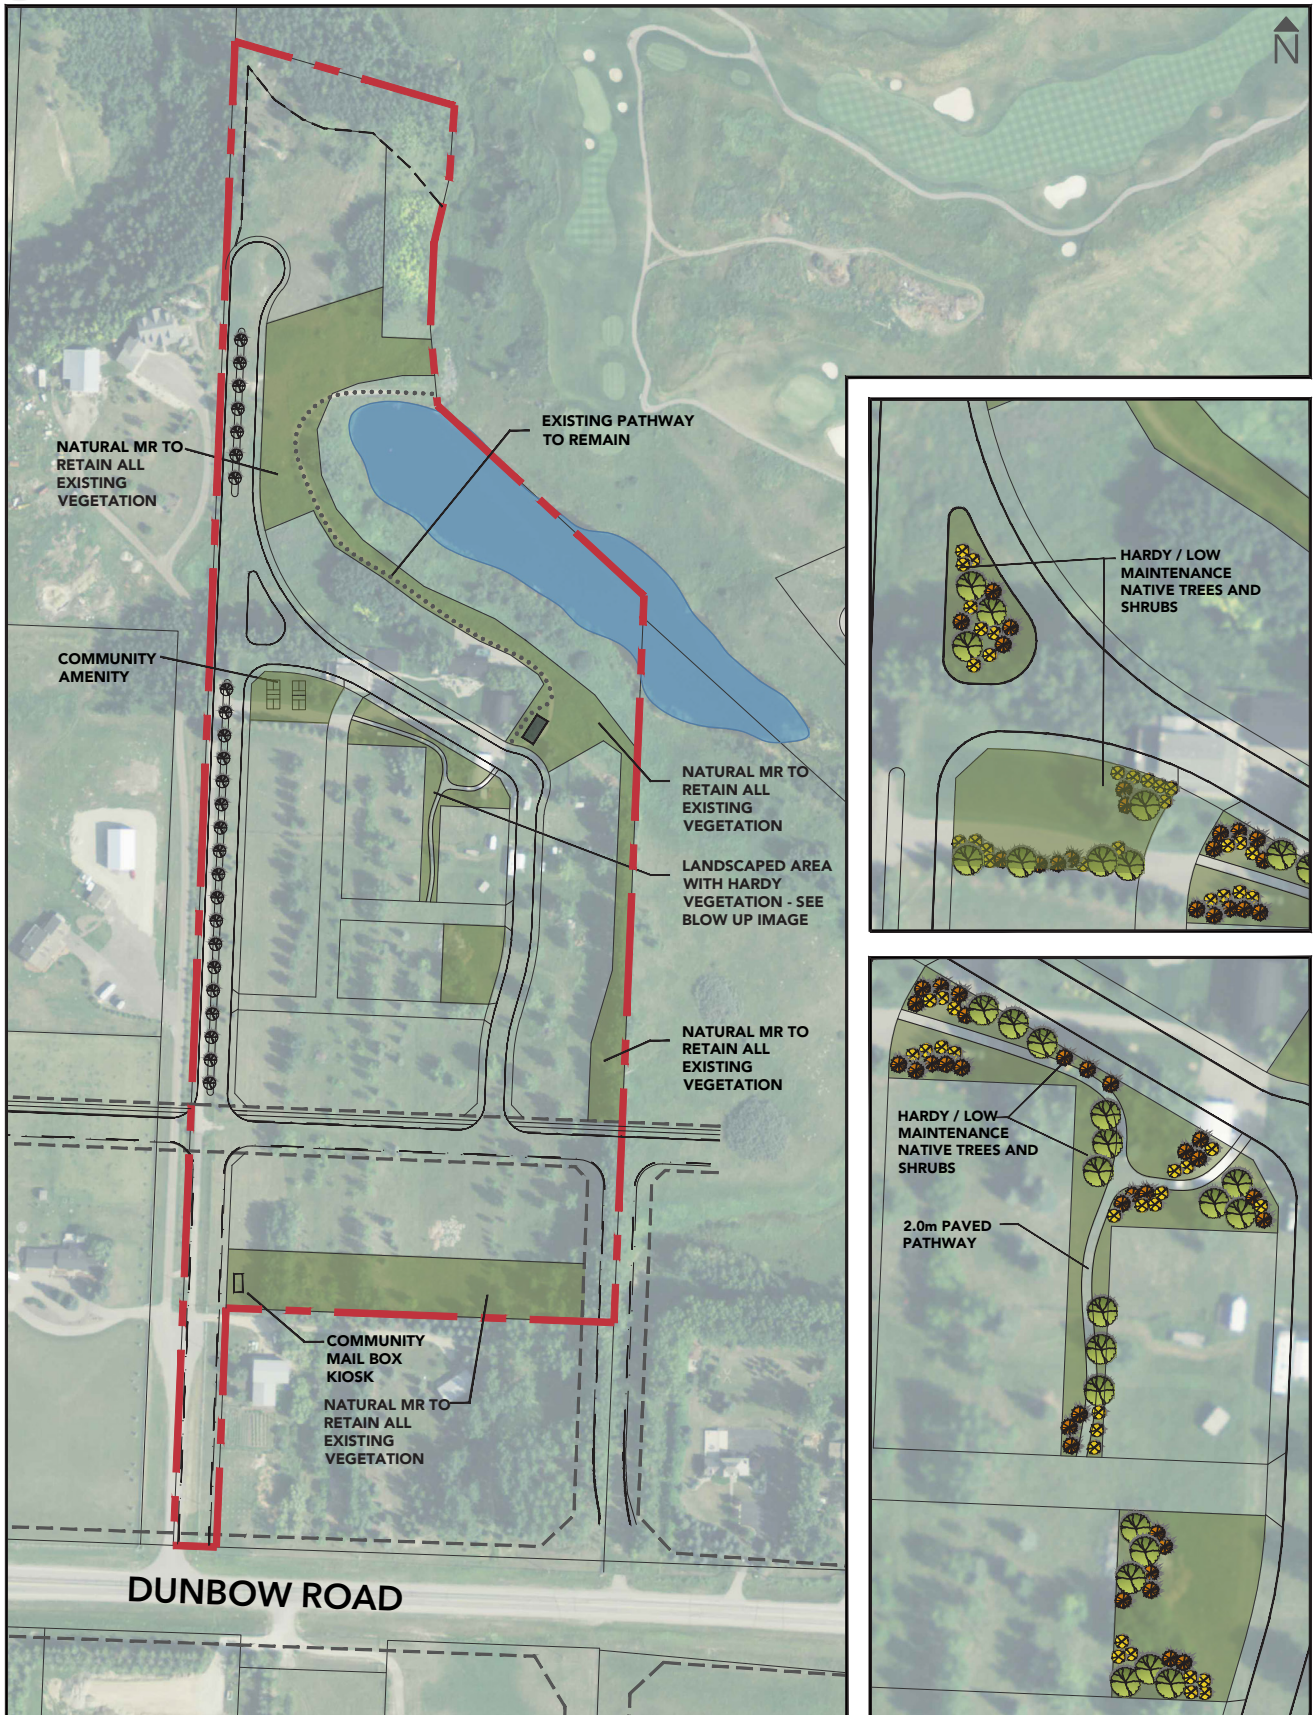 N
EXISTING PATHWAY
TO REMAIN
NATURAL MR TO
RETAIN ALL
EXISTING
VEGETATION
COMMUNITY
AMENITY
NATURAL MR TO
RETAIN ALL
EXISTING
VEGETATION
LANDSCAPED AREA
WITH HARDY
VEGETATION - SEE
BLOW UP IMAGE
NATURAL MR TO
RETAIN ALL
EXISTING
VEGETATION
COMMUNITY
MAIL BOX
KIOSK
NATURAL MR TO
RETAIN ALL
EXISTING
VEGETATION
DUNBOW ROAD
HARDY / LOW
MAINTENANCE
NATIVE TREES AND
SHRUBS
HARDY / LOW
MAINTENANCE
NATIVE TREES AND
SHRUBS
2.0m PAVED
PATHWAY